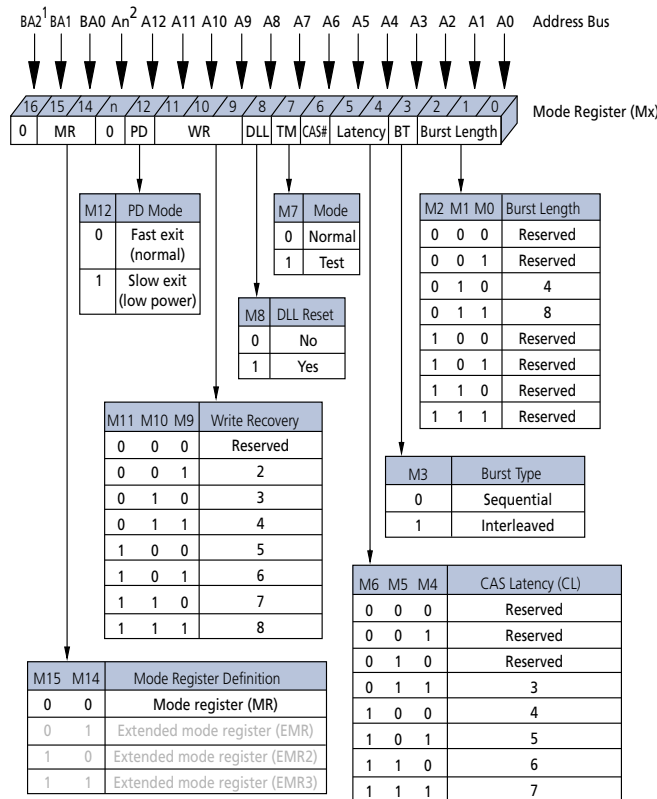 BA2¹ BA1 BA0 An² A12 A11 A10 A9 A8 A7 A6 A5 A4 A3 A2 A1 A0 Address Bus
16 15 14 n 12 11 10 9 8 7 6 5 4 3 2 1 0 Mode Register (Mx)
0 MR 0 PD WR DLL TM CAS# Latency BT Burst Length
M12 PD Mode
0 Fast exit
(normal)
1 Slow exit
(low power)
M7 Mode
0 Normal
1 Test
M2 M1 M0 Burst Length
0 0 0 Reserved
0 0 1 Reserved
0 1 0 4
0 1 1 8
1 0 0 Reserved
1 0 1 Reserved
1 1 0 Reserved
1 1 1 Reserved
M8 DLL Reset
0 No
1 Yes
M11 M10 M9 Write Recovery
0 0 0 Reserved
0 0 1 2
0 1 0 3
0 1 1 4
1 0 0 5
1 0 1 6
1 1 0 7
1 1 1 8
M3 Burst Type
0 Sequential
1 Interleaved
M6 M5 M4 CAS Latency (CL)
0 0 0 Reserved
0 0 1 Reserved
0 1 0 Reserved
0 1 1 3
1 0 0 4
1 0 1 5
1 1 0 6
1 1 1 7
M15 M14 Mode Register Definition
0 0 Mode register (MR)
0 1 Extended mode register (EMR)
1 0 Extended mode register (EMR2)
1 1 Extended mode register (EMR3)